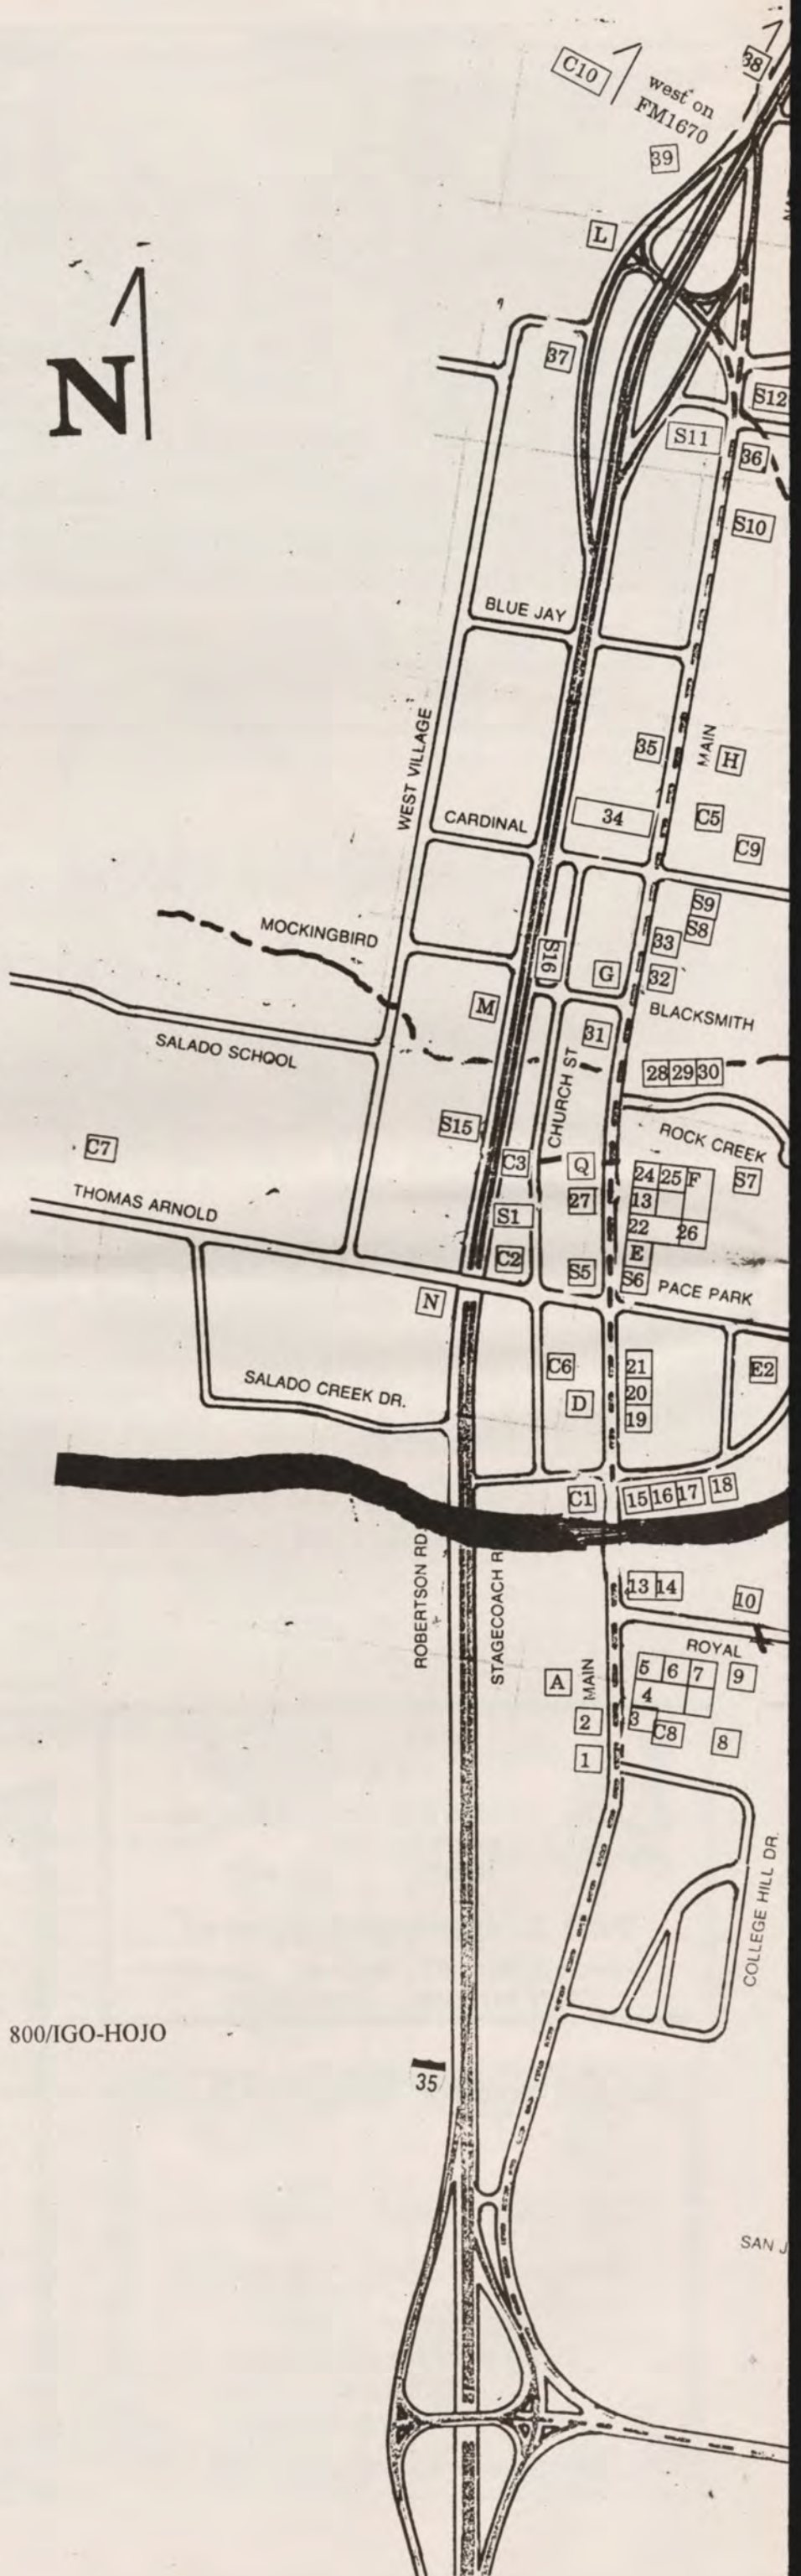 38
C10
west on
FM1670
39
L
N
37
S12
S11
36
S10
BLUE JAY
WEST VILLAGE
35
MAIN
H
34
C5
CARDINAL
C9
S9
S8
MOCKINGBIRD
33
S16
G
32
M
BLACKSMITH
31
SALADO SCHOOL
28 29 30
CHURCH ST
S15
ROCK CREEK
C7
C3
Q
24 25 F
S7
THOMAS ARNOLD
27
13
S1
22 26
C2
E
S5
S6
PACE PARK
N
C6
21
E2
SALADO CREEK DR.
D
20
19
C1
15 16 17 18
ROBERTSON RD.
STAGECOACH R
13 14
10
ROYAL
A
MAIN
5 6 7
9
4
2
3
C8
8
1
COLLEGE HILL DR.
800/IGO-HOJO
35
SAN J